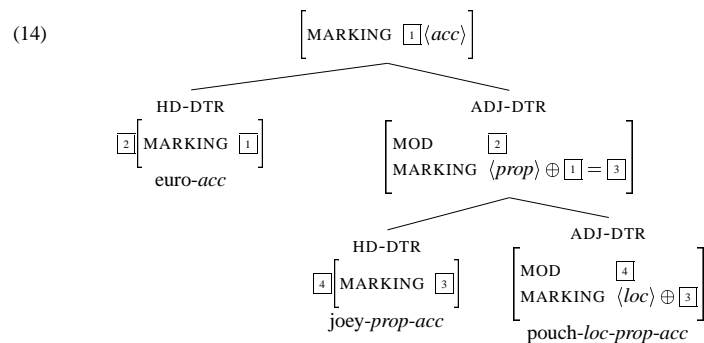 (14)
[MARKING 1⟨acc⟩]
HD-DTR
2[MARKING 1]
euro-acc
ADJ-DTR
[MOD 2
MARKING ⟨prop⟩ ⊕ 1 = 3]
HD-DTR
4[MARKING 3]
joey-prop-acc
ADJ-DTR
[MOD 4
MARKING ⟨loc⟩ ⊕ 3]
pouch-loc-prop-acc